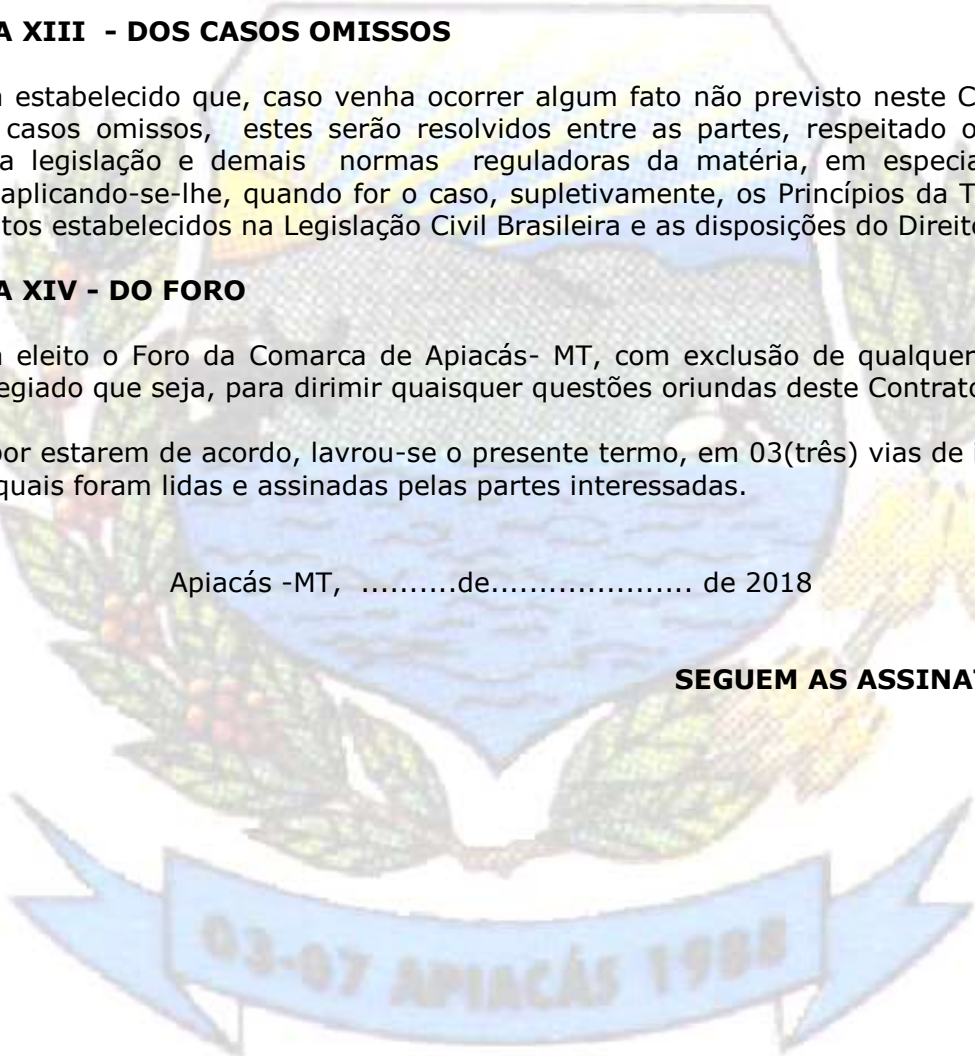 A XIII - DOS CASOS OMISSOS
estabelecido que, caso venha ocorrer algum fato não previsto neste C
casos omissos, estes serão resolvidos entre as partes, respeitado o
a legislação e demais normas reguladoras da matéria, em especia
aplicando-se-lhe, quando for o caso, supletivamente, os Princípios da T
tos estabelecidos na Legislação Civil Brasileira e as disposições do Direito
A XIV - DO FORO
eleito o Foro da Comarca de Apiacás- MT, com exclusão de qualquer
egiado que seja, para dirimir quaisquer questões oriundas deste Contrato
por estarem de acordo, lavrou-se o presente termo, em 03(três) vias de
quais foram lidas e assinadas pelas partes interessadas.
Apiacás -MT, ..........de..................... de 2018
SEGUEM AS ASSINA
03-07 APIACÁS 1988